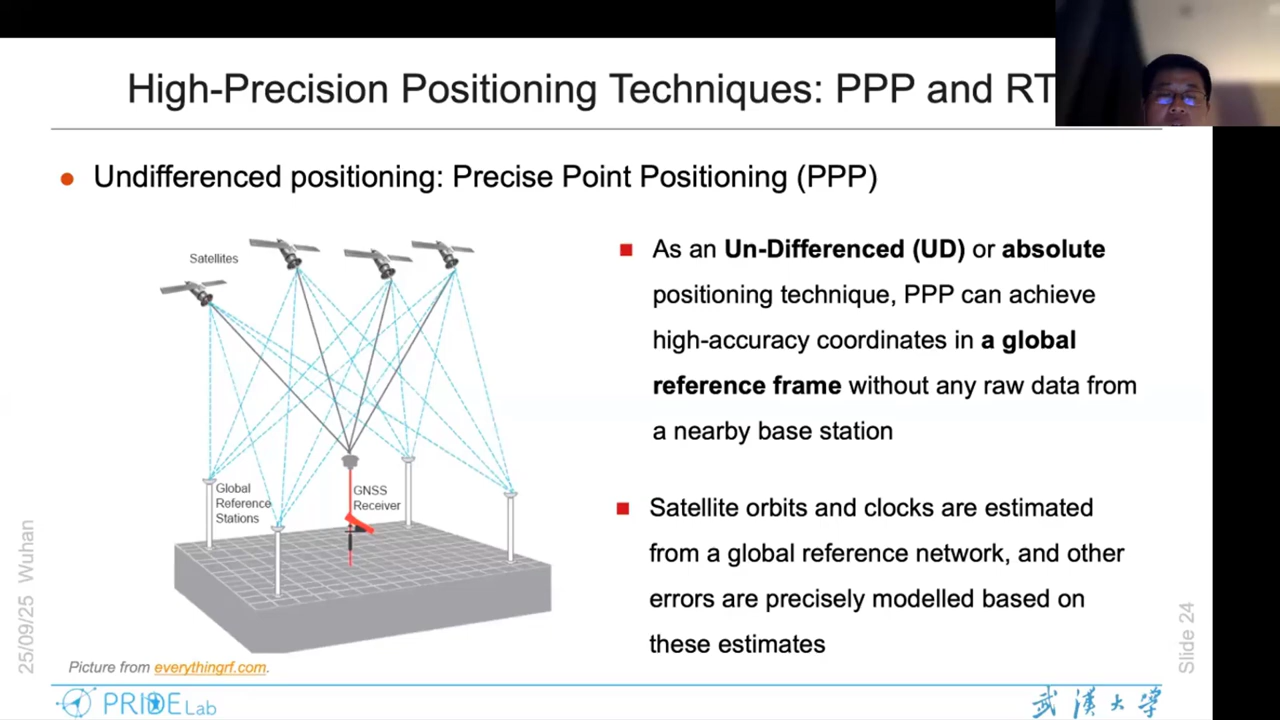 High-Precision Positioning Techniques: PPP and RT
Undifferenced positioning: Precise Point Positioning (PPP)
Satellites
Global
Reference
Stations
GNSS
Receiver
As an Un-Differenced (UD) or absolute
positioning technique, PPP can achieve
high-accuracy coordinates in a global
reference frame without any raw data from
a nearby base station
Satellite orbits and clocks are estimated
from a global reference network, and other
errors are precisely modelled based on
these estimates
25/09/25 Wuhan
Slide 24
Picture from everythingrf.com.
PRIDE Lab
武漢大学